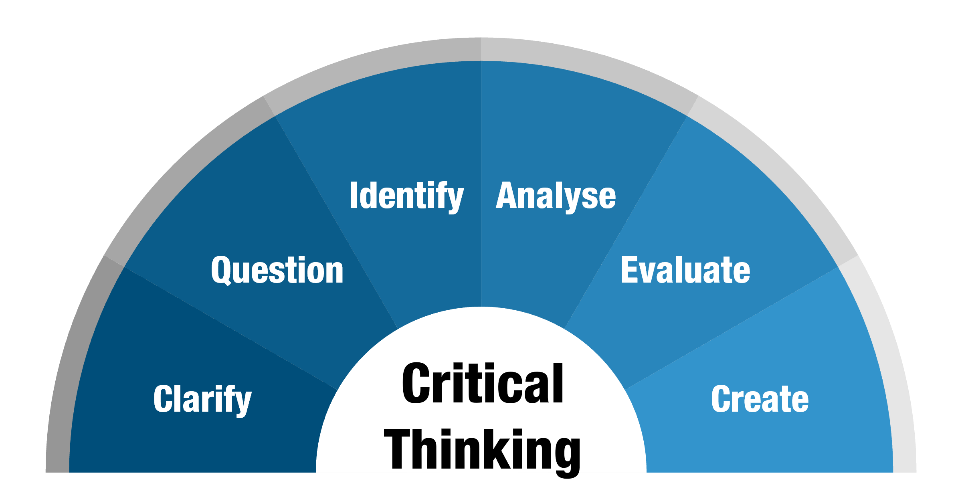 Clarify
Question
Identify
Analyse
Evaluate
Create
Critical
Thinking